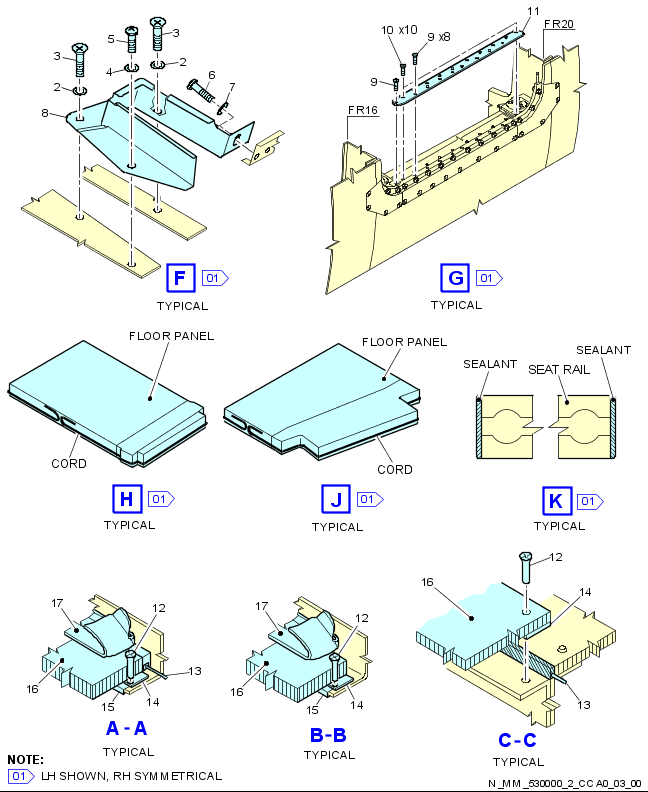 3
5
3
2
4
2
6
7
8
F
01
TYPICAL
11
10 x10
9 x8
9
FR20
FR16
G
01
TYPICAL
FLOOR PANEL
CORD
H
01
TYPICAL
FLOOR PANEL
CORD
J
01
TYPICAL
SEALANT
SEALANT
SEAT RAIL
K
01
TYPICAL
17
12
16
13
15
14
A-A
TYPICAL
17
12
16
15
14
B-B
TYPICAL
12
16
14
13
C-C
TYPICAL
NOTE:
01 LH SHOWN, RH SYMMETRICAL
N_MM_530000_2_CCA0_03_00